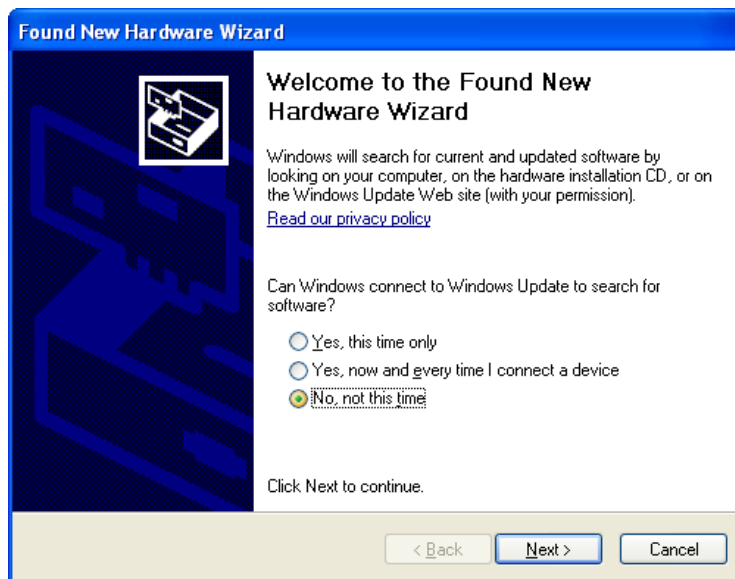 Found New Hardware Wizard
Welcome to the Found New
Hardware Wizard
Windows will search for current and updated software by
looking on your computer, on the hardware installation CD, or on
the Windows Update Web site (with your permission).
Read our privacy policy
Can Windows connect to Windows Update to search for
software?
Yes, this time only
Yes, now and every time I connect a device
No, not this time
Click Next to continue.
< Back Next > Cancel